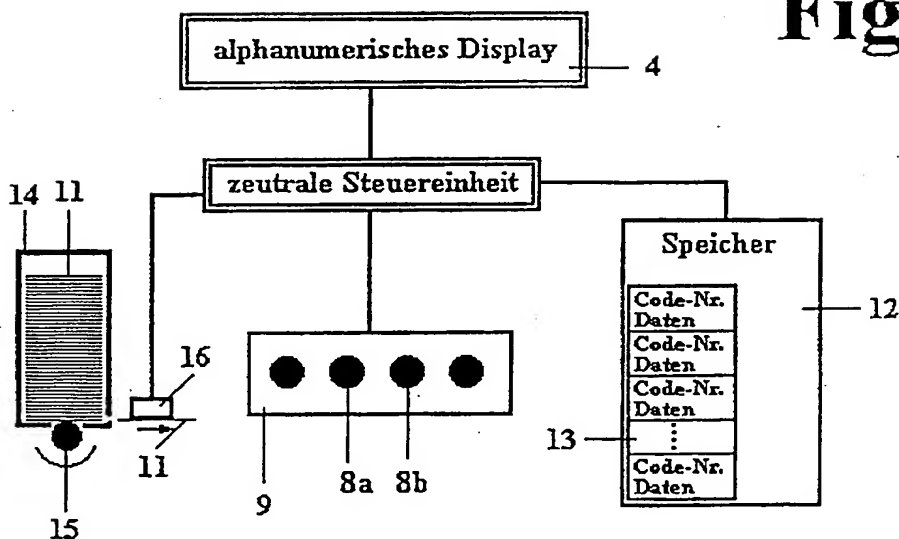 Fig
alphanumerisches Display
4
zeutrale Steuereinheit
14 11
Speicher
Code-Nr.
Daten
12
Code-Nr.
Daten
16
Code-Nr.
Daten
13
Code-Nr.
Daten
11
9
8a 8b
15